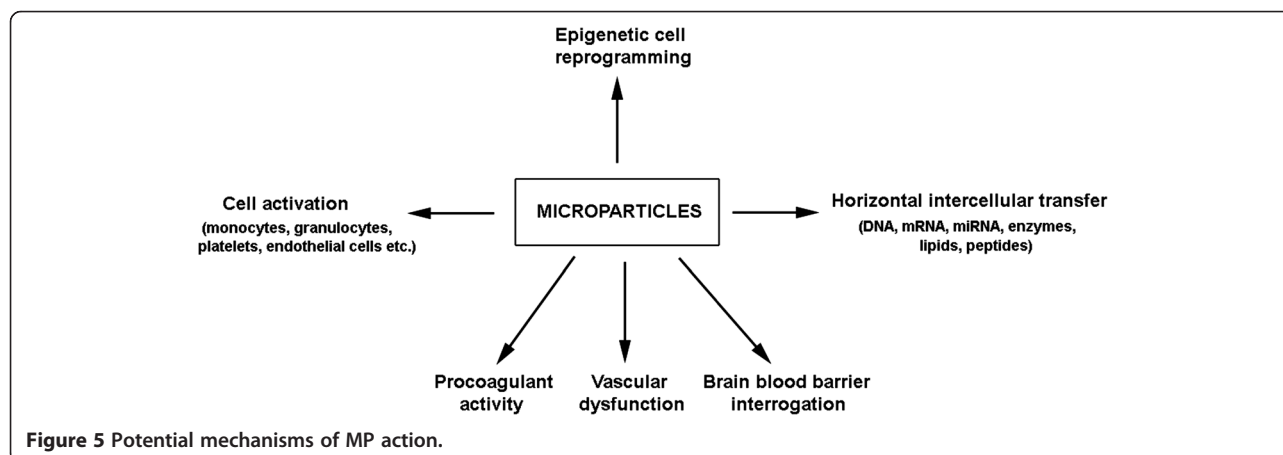 Epigenetic cell
reprogramming
Cell activation
(monocytes, granulocytes,
platelets, endothelial cells etc.)
MICROPARTICLES
Horizontal intercellular transfer
(DNA, mRNA, miRNA, enzymes,
lipids, peptides)
Procoagulant
activity
Vascular
dysfunction
Brain blood barrier
interrogation
Figure 5 Potential mechanisms of MP action.